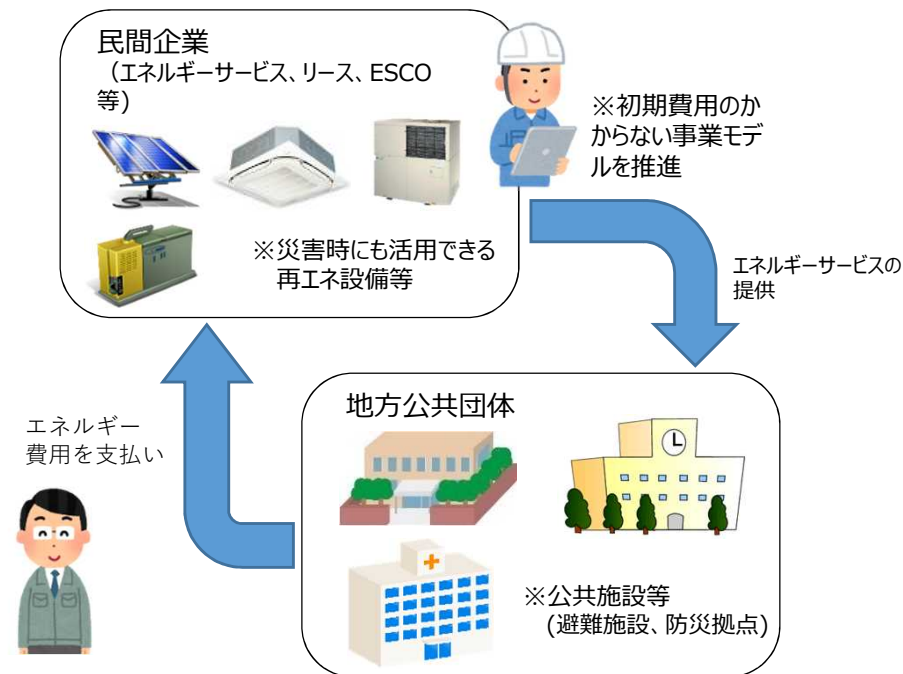 民間企業
（エネルギーサービス、リース、ESCO
等)
※初期費用のか
からない事業モデ
ルを推進
※災害時にも活用できる
再エネ設備等
エネルギーサービスの
提供
地方公共団体
エネルギー
費用を支払い
※公共施設等
(避難施設、防災拠点)